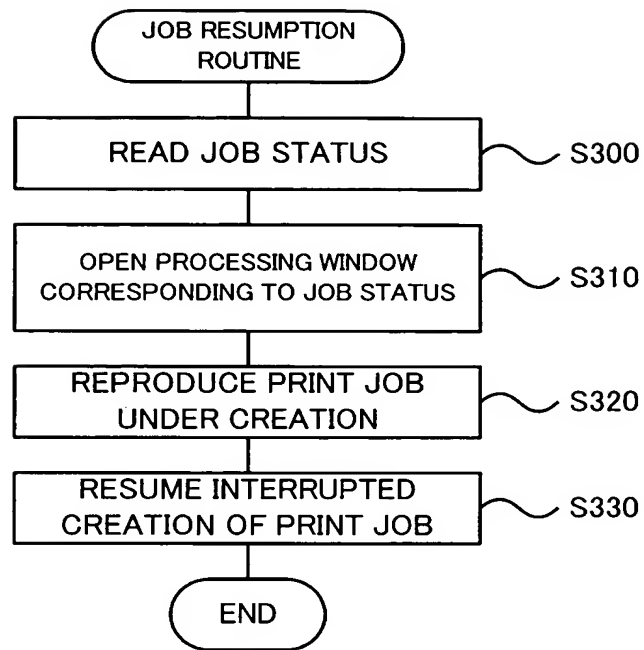 JOB RESUMPTION
ROUTINE
READ JOB STATUS
S300
OPEN PROCESSING WINDOW
CORRESPONDING TO JOB STATUS
S310
REPRODUCE PRINT JOB
UNDER CREATION
S320
RESUME INTERRUPTED
CREATION OF PRINT JOB
S330
END